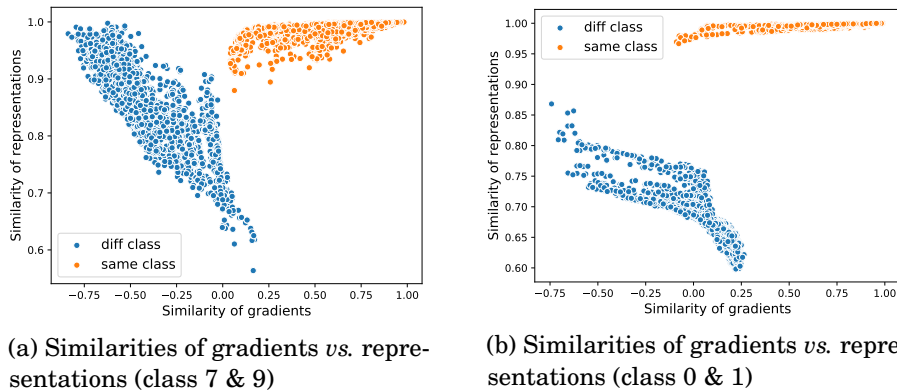 1.0
0.9
0.8
0.7
0.6
Similarity of representations
diff class
same class
−0.75 −0.50 −0.25 0.00 0.25 0.50 0.75 1.00
Similarity of gradients
(a) Similarities of gradients vs. repre-
sentations (class 7 & 9)
1.00
0.95
0.90
0.85
0.80
0.75
0.70
0.65
0.60
Similarity of representations
diff class
same class
−0.75 −0.50 −0.25 0.00 0.25 0.50 0.75 1.00
Similarity of gradients
(b) Similarities of gradients vs. repre
sentations (class 0 & 1)